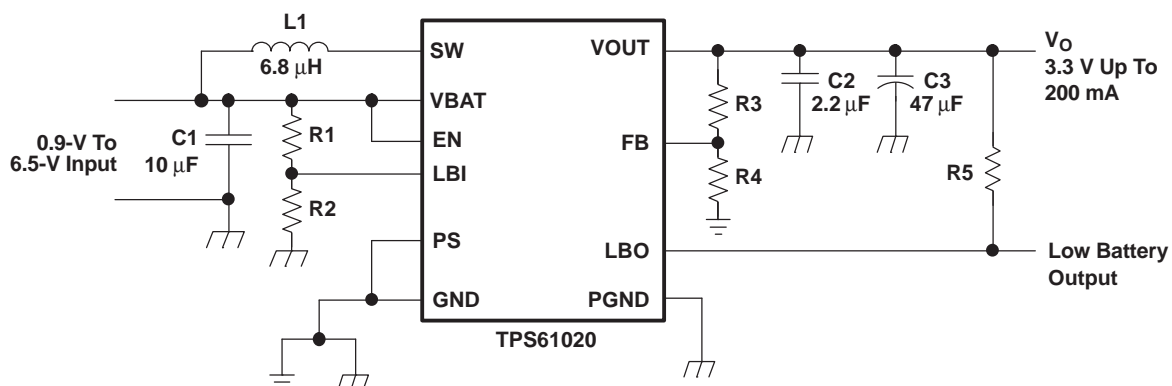 L1
6.8 µH
SW
VBAT
EN
LBI
PS
GND
VOUT
FB
LBO
PGND
TPS61020
0.9-V To
6.5-V Input
C1
10 µF
R1
R2
R3
R4
C2
2.2 µF
C3
47 µF
R5
VO
3.3 V Up To
200 mA
Low Battery
Output